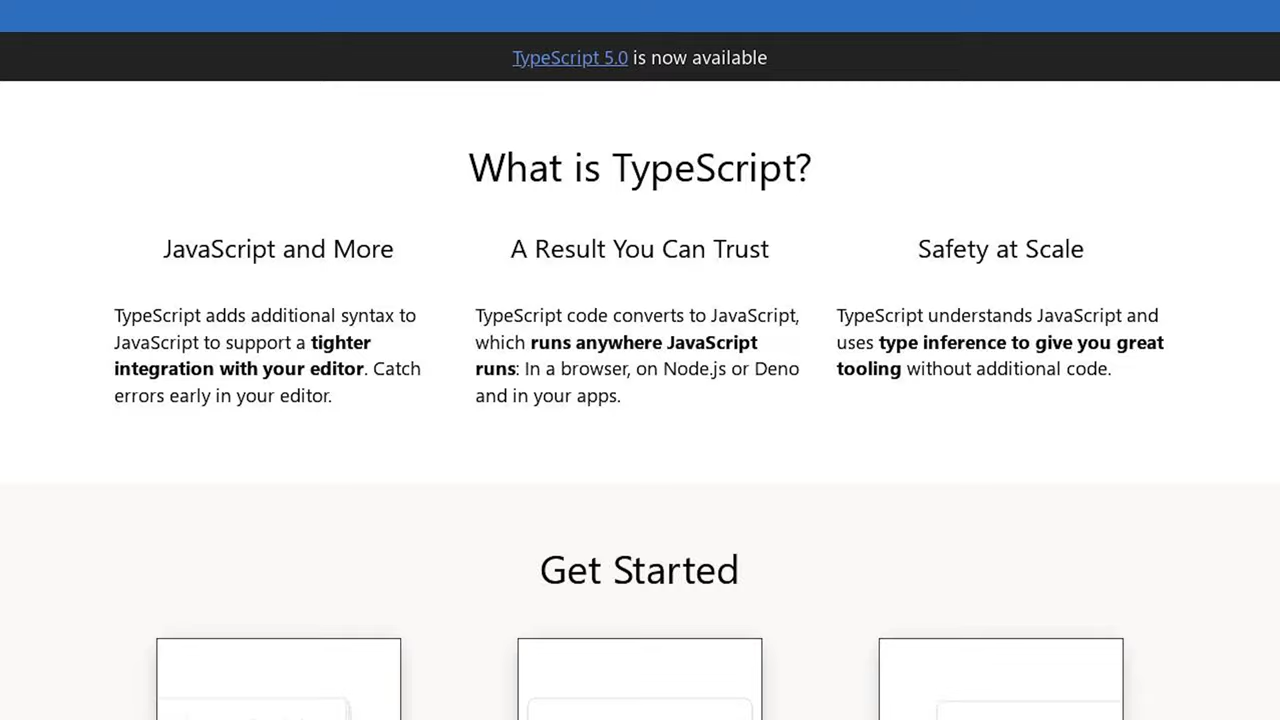 TypeScript 5.0 is now available
What is TypeScript?
JavaScript and More
TypeScript adds additional syntax to
JavaScript to support a tighter
integration with your editor. Catch
errors early in your editor.
A Result You Can Trust
TypeScript code converts to JavaScript,
which runs anywhere JavaScript
runs: In a browser, on Node.js or Deno
and in your apps.
Safety at Scale
TypeScript understands JavaScript and
uses type inference to give you great
tooling without additional code.
Get Started